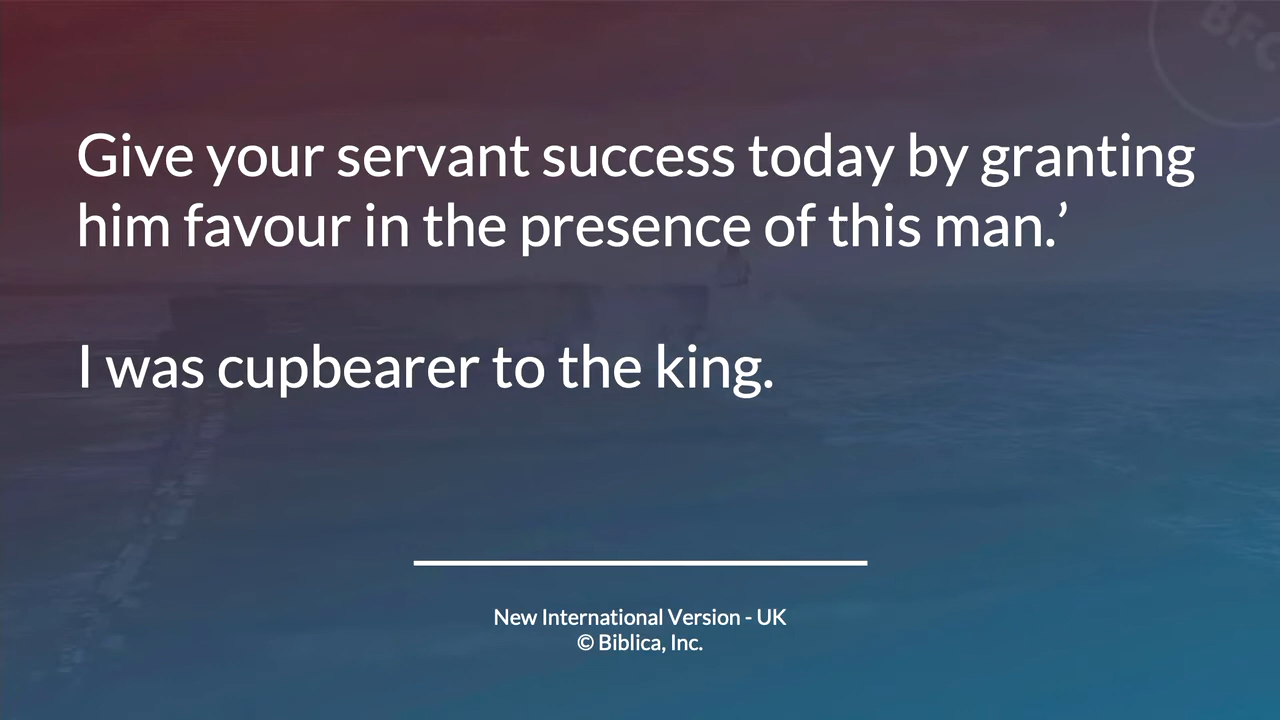 BFC
Give your servant success today by granting
him favour in the presence of this man.’
I was cupbearer to the king.
New International Version - UK
© Biblica, Inc.